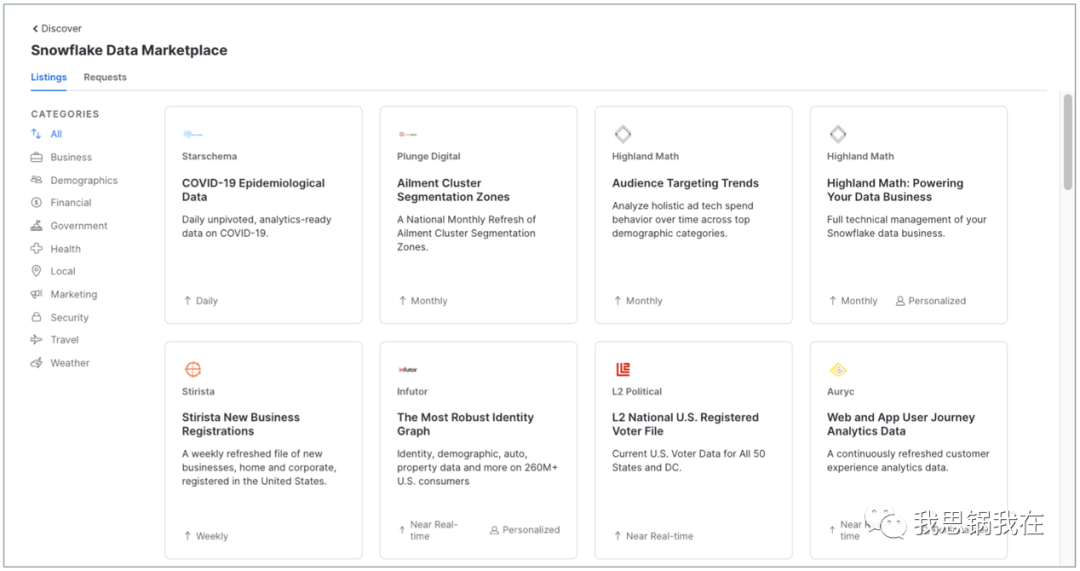 Discover
Snowflake Data Marketplace
Listings
Requests
CATEGORIES
All
Business
Demographics
Financial
Government
Health
Local
Marketing
Security
Travel
Weather
Starschema
COVID-19 Epidemiological
Data
Daily unpivoted, analytics-ready
data on COVID-19.
Daily
Plunge Digital
Ailment Cluster
Segmentation Zones
A National Monthly Refresh of
Ailment Cluster Segmentation
Zones.
Monthly
Highland Math
Audience Targeting Trends
Analyze holistic ad tech spend
behavior over time across top
demographic categories.
Monthly
Highland Math
Highland Math: Powering
Your Data Business
Full technical management of your
Snowflake data business.
Monthly
Personalized
Stirista
Stirista New Business
Registrations
A weekly refreshed file of new
businesses, home and corporate,
registered in the United States.
Weekly
infutor
Infutor
The Most Robust Identity
Graph
Identity, demographic, auto,
property data and more on 260M+
U.S. consumers
Near Real-
time
Personalized
L2
L2 Political
L2 National U.S. Registered
Voter File
Current U.S. Voter Data for All 50
States and DC.
Near Real-time
Auryc
Web and App User Journey
Analytics Data
A continuously refreshed customer
experience analytics data.
Near
time
我思锅我在